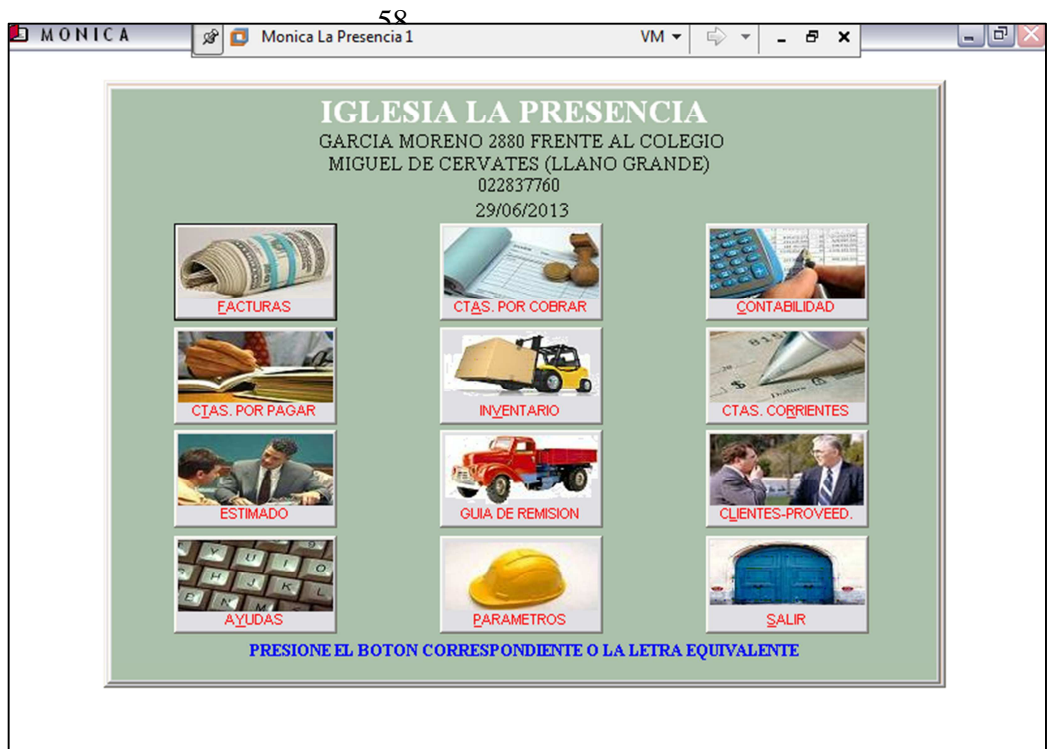 58
MONICA
Monica La Presencia 1
VM
IGLESIA LA PRESENCIA
GARCIA MORENO 2880 FRENTE AL COLEGIO
MIGUEL DE CERVATES (LLANO GRANDE)
022837760
29/06/2013
FACTURAS
CTAS. POR COBRAR
CONTABILIDAD
CTAS. POR PAGAR
INVENTARIO
CTAS. CORRIENTES
ESTIMADO
GUIA DE REMISION
CLIENTES-PROVEED.
AYUDAS
PARAMETROS
SALIR
PRESIONE EL BOTON CORRESPONDIENTE O LA LETRA EQUIVALENTE